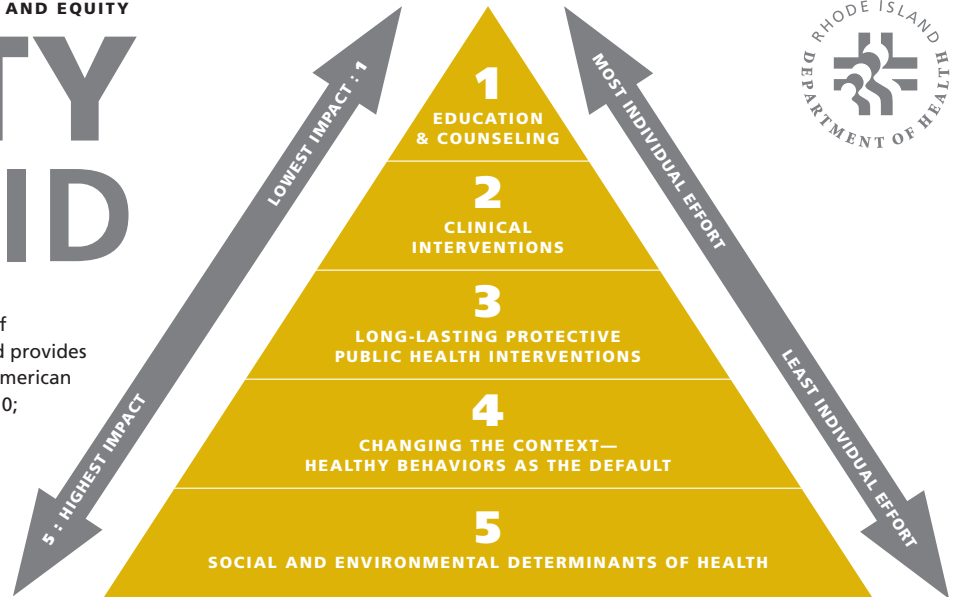 AND EQUITY
TY
ID
f
d provides
merican
0;
LOWEST IMPACT : 1
5 : HIGHEST IMPACT
1
EDUCATION
& COUNSELING
2
CLINICAL
INTERVENTIONS
3
LONG-LASTING PROTECTIVE
PUBLIC HEALTH INTERVENTIONS
4
CHANGING THE CONTEXT—
HEALTHY BEHAVIORS AS THE DEFAULT
5
SOCIAL AND ENVIRONMENTAL DETERMINANTS OF HEALTH
MOST INDIVIDUAL EFFORT
LEAST INDIVIDUAL EFFORT
RHODE ISLAND
DEPARTMENT OF HEALTH